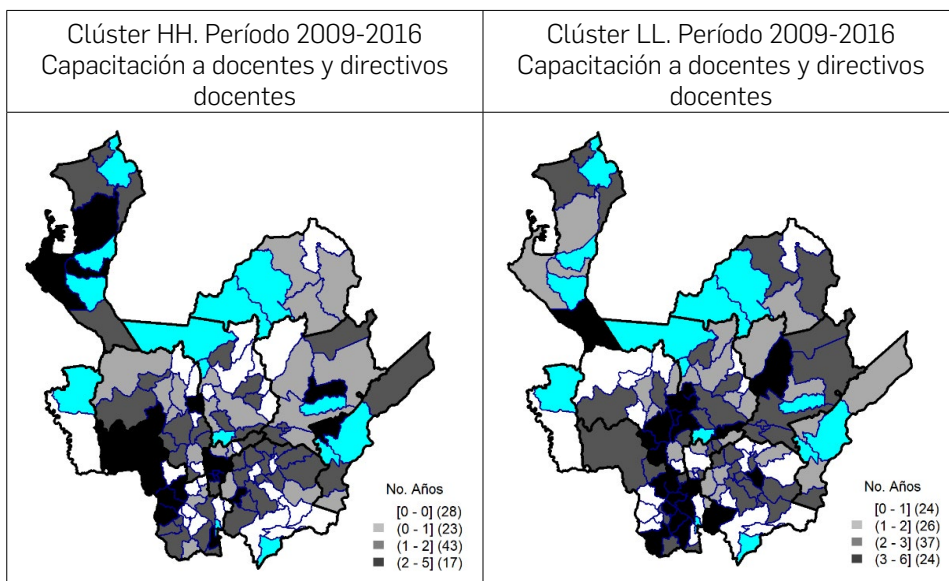 Clúster HH. Período 2009-2016
Capacitación a docentes y directivos
docentes
Clúster LL. Período 2009-2016
Capacitación a docentes y directivos
docentes
No. Años
[0 - 0] (28)
(0 - 1] (23)
(1 - 2] (43)
(2 - 5] (17)
No. Años
[0 - 1] (24)
(1 - 2] (26)
(2 - 3] (37)
(3 - 6] (24)